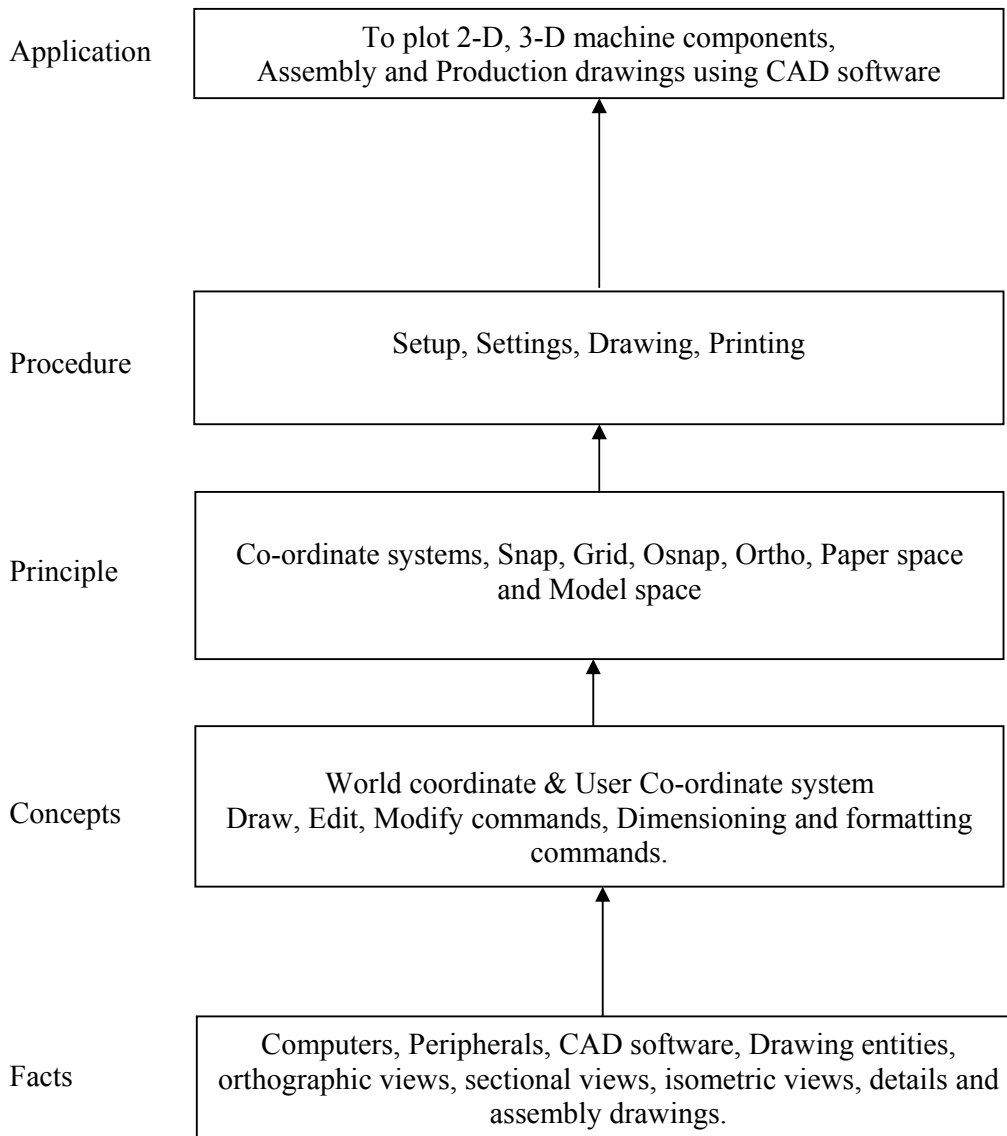 Application
To plot 2-D, 3-D machine components,
Assembly and Production drawings using CAD software
Procedure
Setup, Settings, Drawing, Printing
Principle
Co-ordinate systems, Snap, Grid, Osnap, Ortho, Paper space
and Model space
Concepts
World coordinate & User Co-ordinate system
Draw, Edit, Modify commands, Dimensioning and formatting
commands.
Facts
Computers, Peripherals, CAD software, Drawing entities,
orthographic views, sectional views, isometric views, details and
assembly drawings.